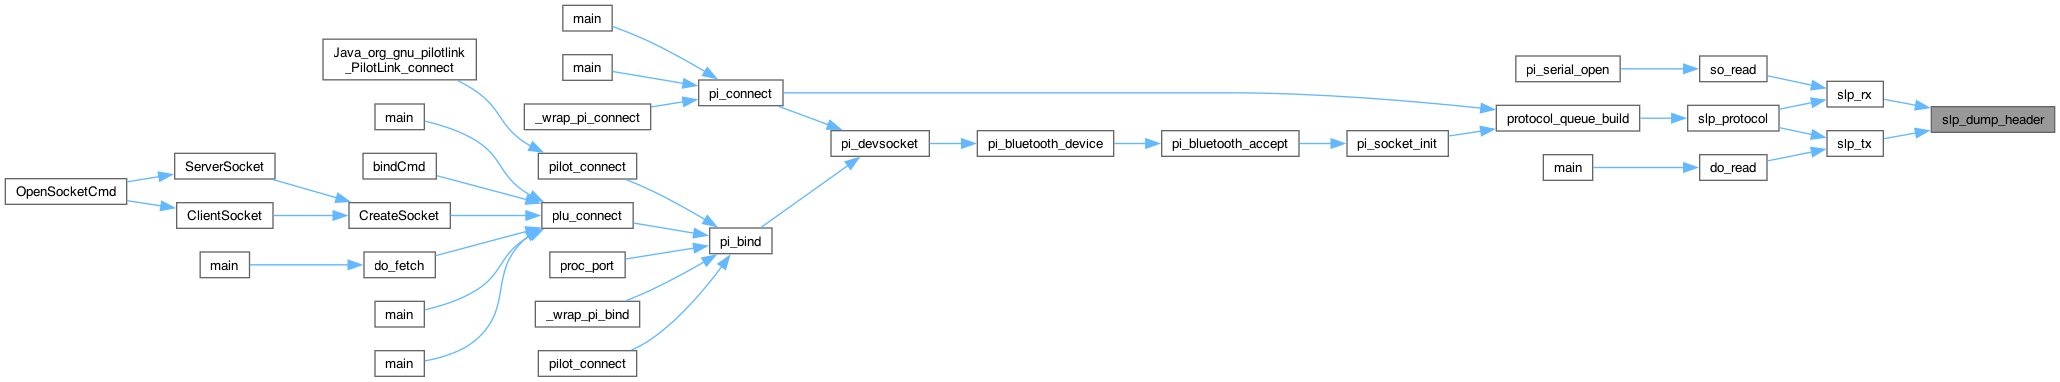 main
Java_org_gnu_pilotlink
_PilotLink_connect
main
pi_serial_open
so_read
pi_connect
slp_rx
main
_wrap_pi_connect
protocol_queue_build
slp_protocol
slp_dump_header
pi_devsocket
pi_bluetooth_device
pi_bluetooth_accept
pi_socket_init
slp_tx
ServerSocket
bindCmd
pilot_connect
main
do_read
OpenSocketCmd
ClientSocket
CreateSocket
plu_connect
pi_bind
main
do_fetch
proc_port
main
_wrap_pi_bind
main
pilot_connect